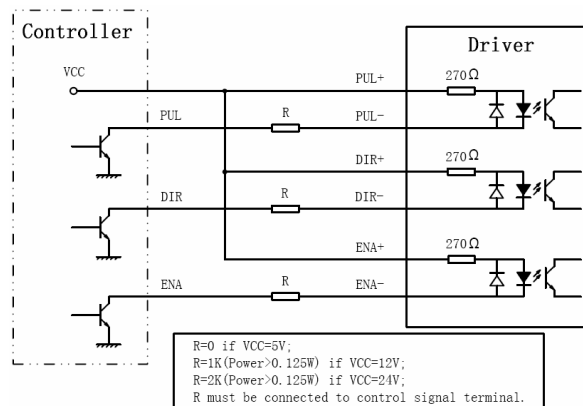 Controller
Driver
VCC
PUL+
270Ω
PUL
R
PUL-
DIR+
270Ω
DIR
R
DIR-
ENA+
270Ω
ENA
R
ENA-
R=0 if VCC=5V;
R=1K(Power>0.125W) if VCC=12V;
R=2K(Power>0.125W) if VCC=24V;
R must be connected to control signal terminal.